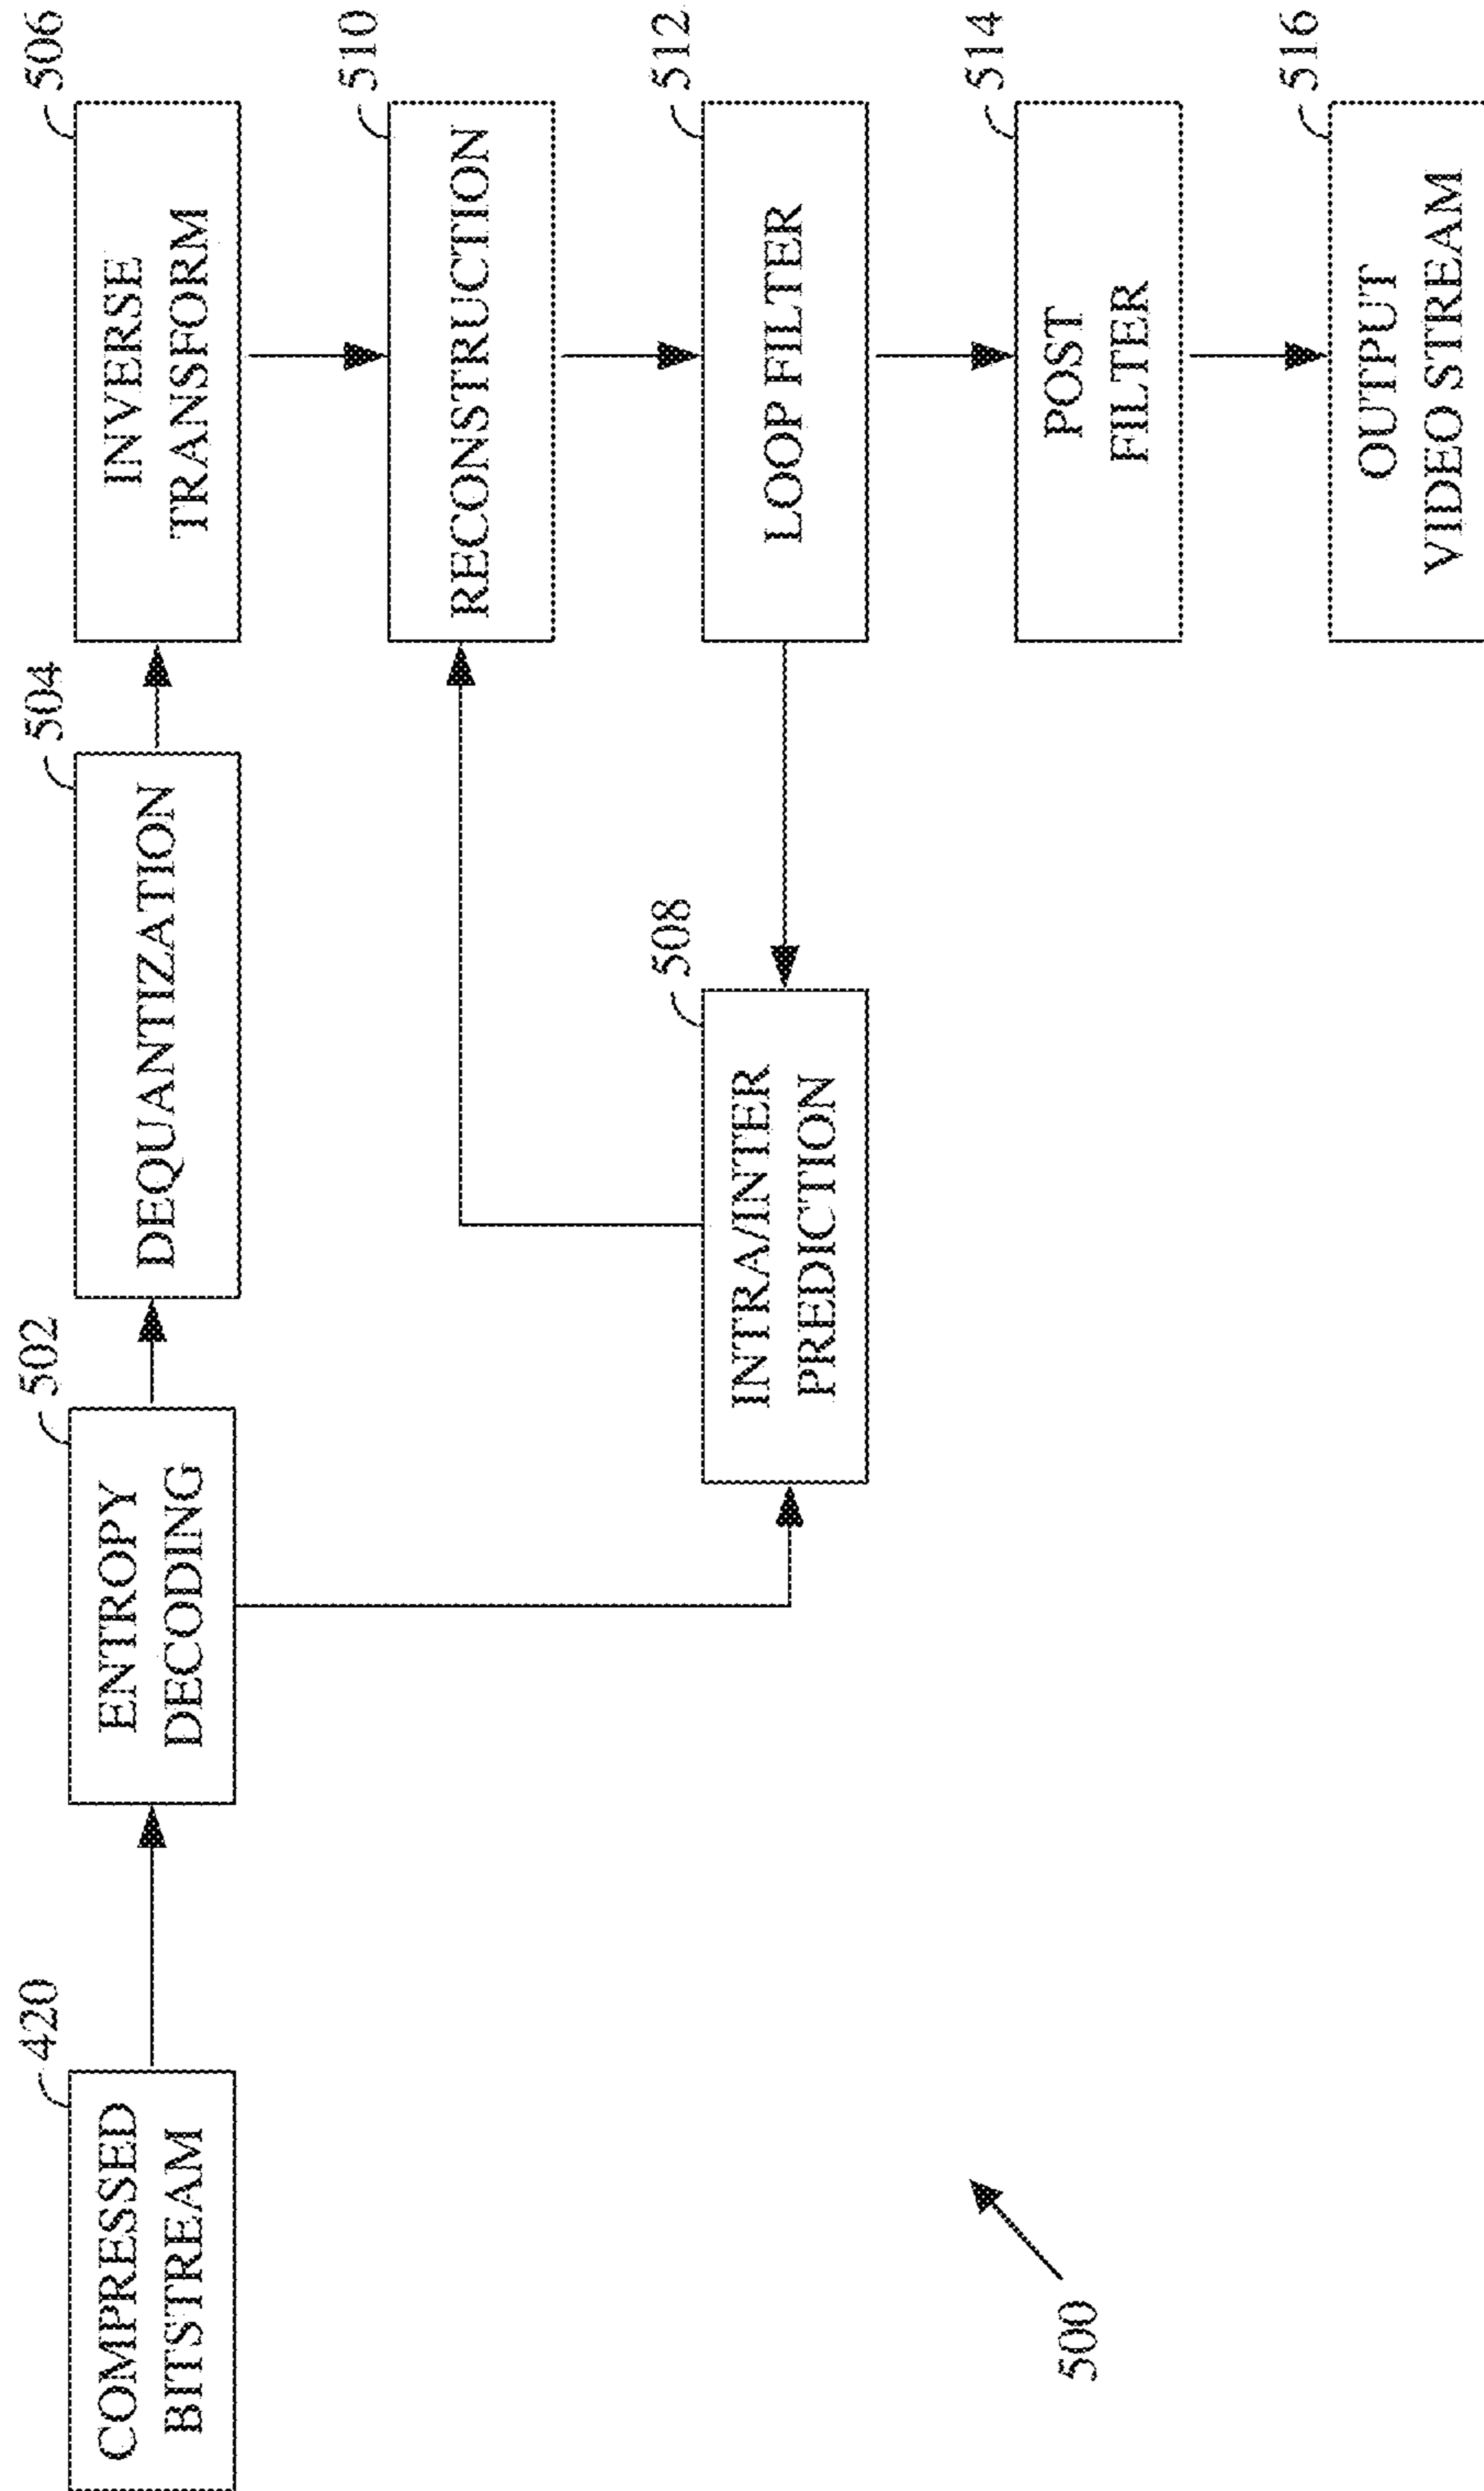 420
COMPRESSED
BITSTREAM
502
ENTROPY
DECODING
504
DEQUANTIZATION
506
INVERSE
TRANSFORM
510
RECONSTRUCTION
508
INTRA/INTER
PREDICTION
512
LOOP FILTER
514
POST
FILTER
516
OUTPUT
VIDEO STREAM
500